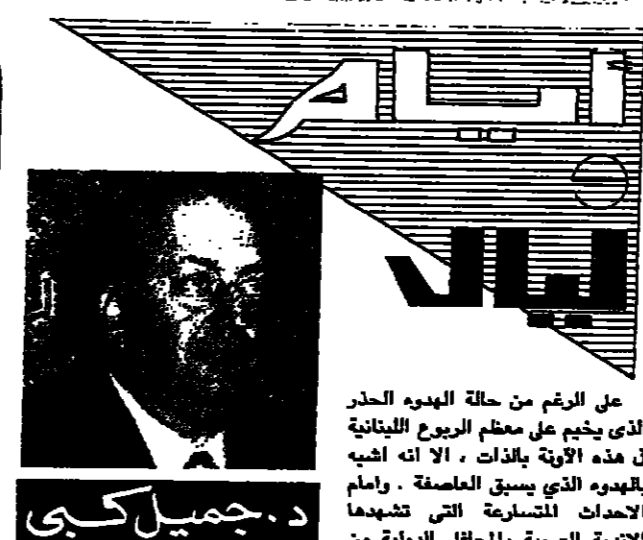 أيام
و
ليال
د. جميل كبي
على الرغم من حالة الهدوء الحذر
الذي يخيم على معظم الربوع اللبنانية
في هذه الآونة بالذات ، الا انه اشبه
بالهدوء الذي يسبق العاصفة . وامام
الاحداث المتسارعة التي تشهدها